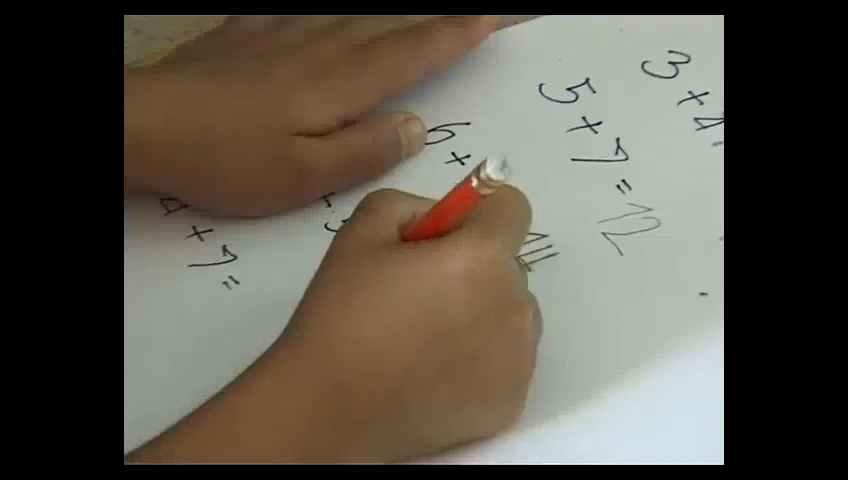 3 + 4
5 + 7 = 12
6 +
4 + 7 =